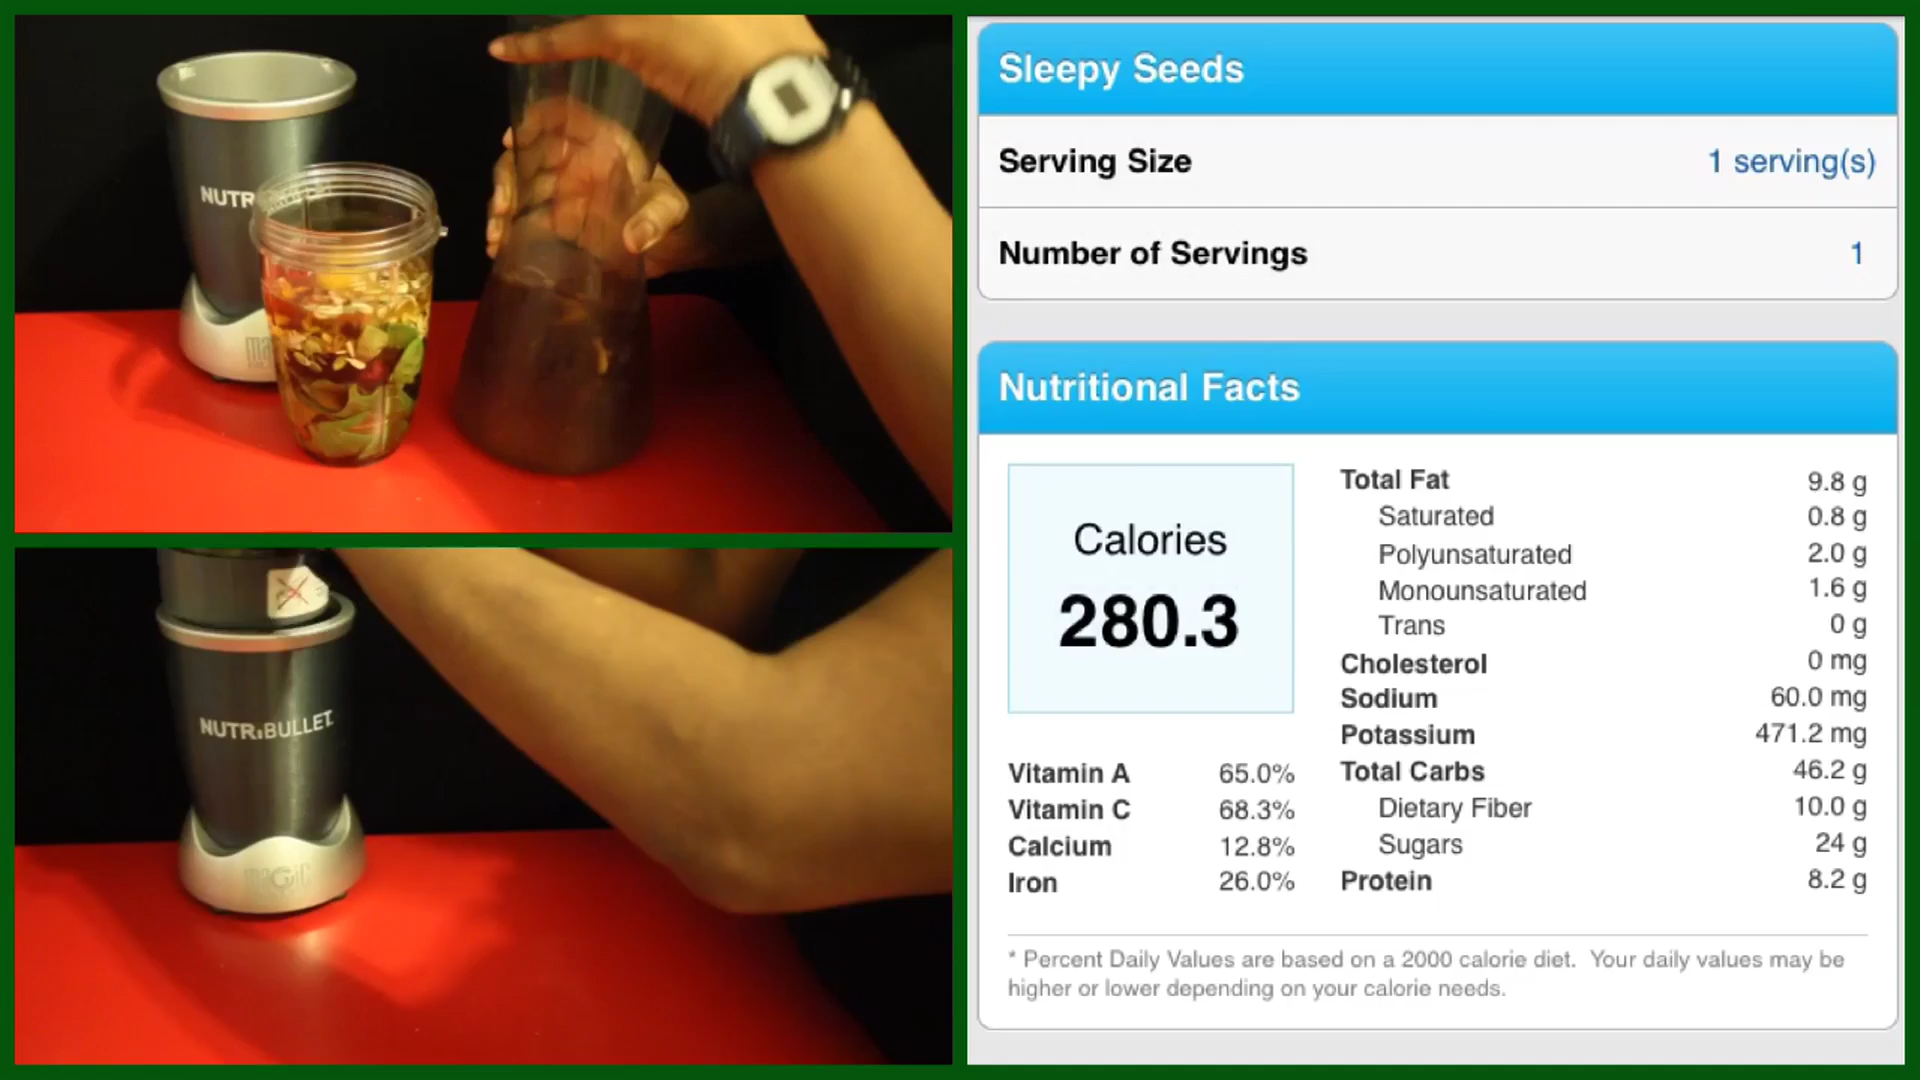 NUTR
Sleepy Seeds
Serving Size 1 serving(s)
Number of Servings 1
Nutritional Facts
Calories
280.3
Total Fat 9.8 g
Saturated 0.8 g
Polyunsaturated 2.0 g
Monounsaturated 1.6 g
Trans 0 g
Cholesterol 0 mg
Sodium 60.0 mg
Potassium 471.2 mg
Total Carbs 46.2 g
Dietary Fiber 10.0 g
Sugars 24 g
Protein 8.2 g
Vitamin A 65.0%
Vitamin C 68.3%
Calcium 12.8%
Iron 26.0%
* Percent Daily Values are based on a 2000 calorie diet. Your daily values may be
higher or lower depending on your calorie needs.
NUTRiBULLET
magic